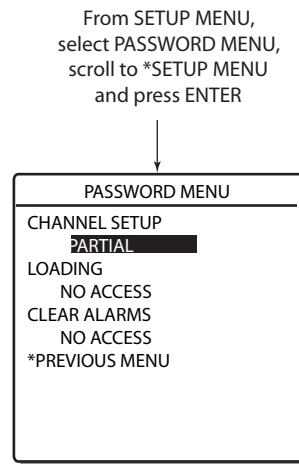 From SETUP MENU,
select PASSWORD MENU,
scroll to *SETUP MENU
and press ENTER
PASSWORD MENU
CHANNEL SETUP
PARTIAL
LOADING
NO ACCESS
CLEAR ALARMS
NO ACCESS
*PREVIOUS MENU